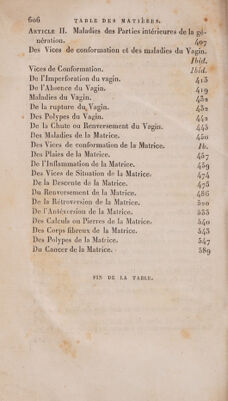 606 TABLE DES MATIÈRES.
ARTICLE II. Maladies des Parties intérieures de la gé-
nération. 407
Des Vices de conformation et des maladies du Vagin.
Ibid.
Vices de Conformation. Ibid.
De l'Imperforation du Vagin. 415
De l'Absence du Vagin. 419
Maladies du Vagin.
De la rupture du Vagin.
Des Polypes du Vagin. 442
De la Chute ou Renversement du Vagin. 445
Des Maladies de la Matrice. 450
Des Vices de conformation de la Matrice. Ib.
Des Plaies de la Matrice. 457
De l'Inflammation de la Matrice. 459
Des Vices de Situation de la Matrice. 474
De la Descente de la Matrice. 475
Du Renversement de la Matrice. 486
De la Rétroversion de la Matrice. 520
De l'Antéversion de la Matrice. 535
Des Calculs ou Pierres de la Matrice. 540
Des Corps fibreux de la Matrice. 543
Des Polypes de la Matrice. 547
Du Cancer de la Matrice. 589
FIN DE LA TABLE.